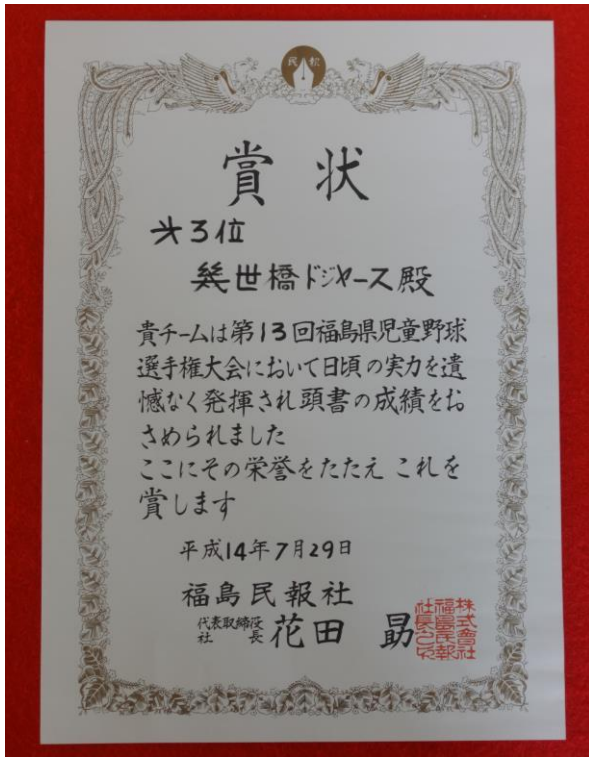 民報
賞状
㐧3位
幾世橋ドジャース殿
貴チームは第13回福島県児童野球
選手権大会において日頃の実力を遺
憾なく発揮され頭書の成績をお
さめられました
ここにその栄誉をたたえ これを
賞します
平成14年7月29日
福島民報社
代表取締役
社長 花田 勗
株式會社
福島民報
社長之印